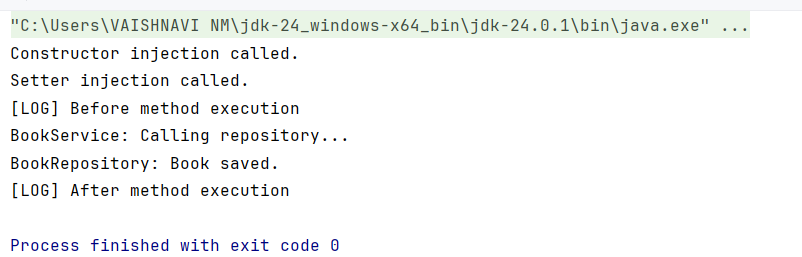 "C:\Users\VAISHNAVI NM\jdk-24_windows-x64_bin\jdk-24.0.1\bin\java.exe" ...
Constructor injection called.
Setter injection called.
[LOG] Before method execution
BookService: Calling repository...
BookRepository: Book saved.
[LOG] After method execution
Process finished with exit code 0